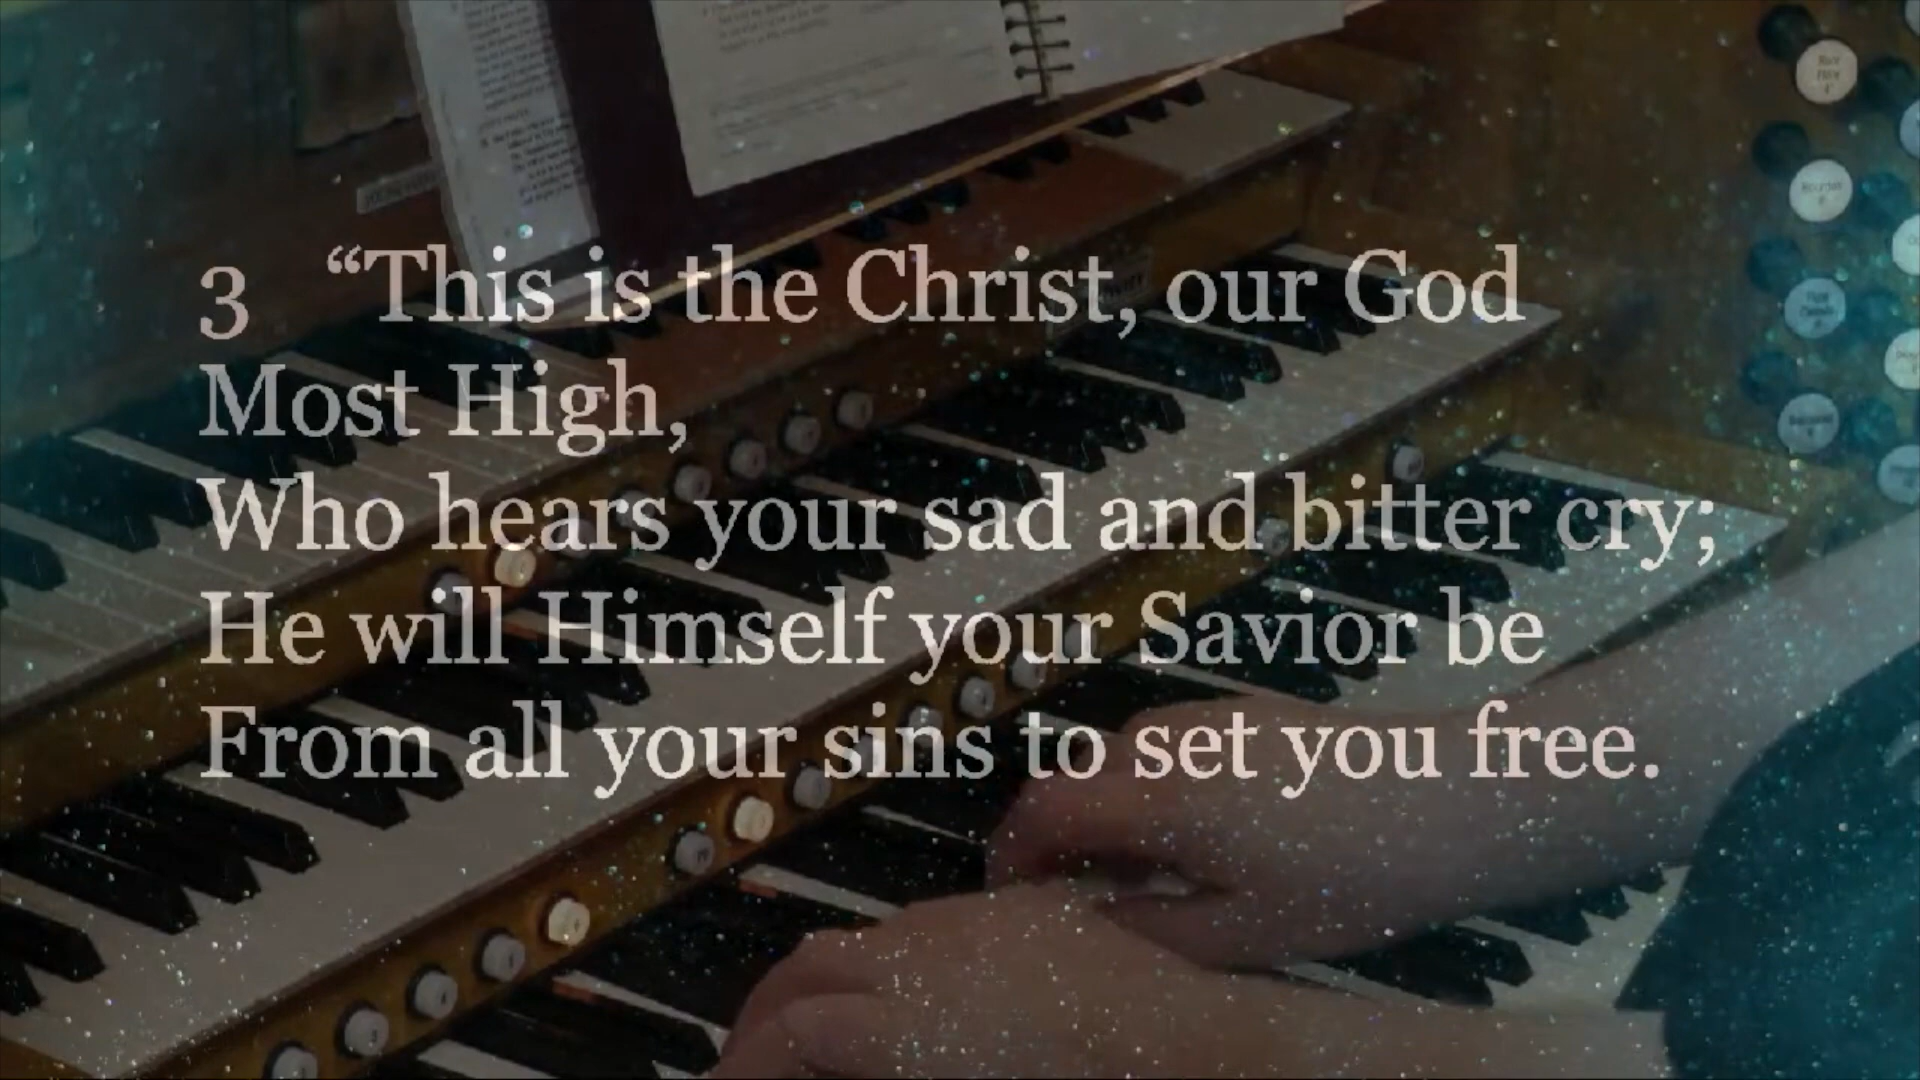 3 “This is the Christ, our God
Most High,
Who hears your sad and bitter cry;
He will Himself your Savior be
From all your sins to set you free.